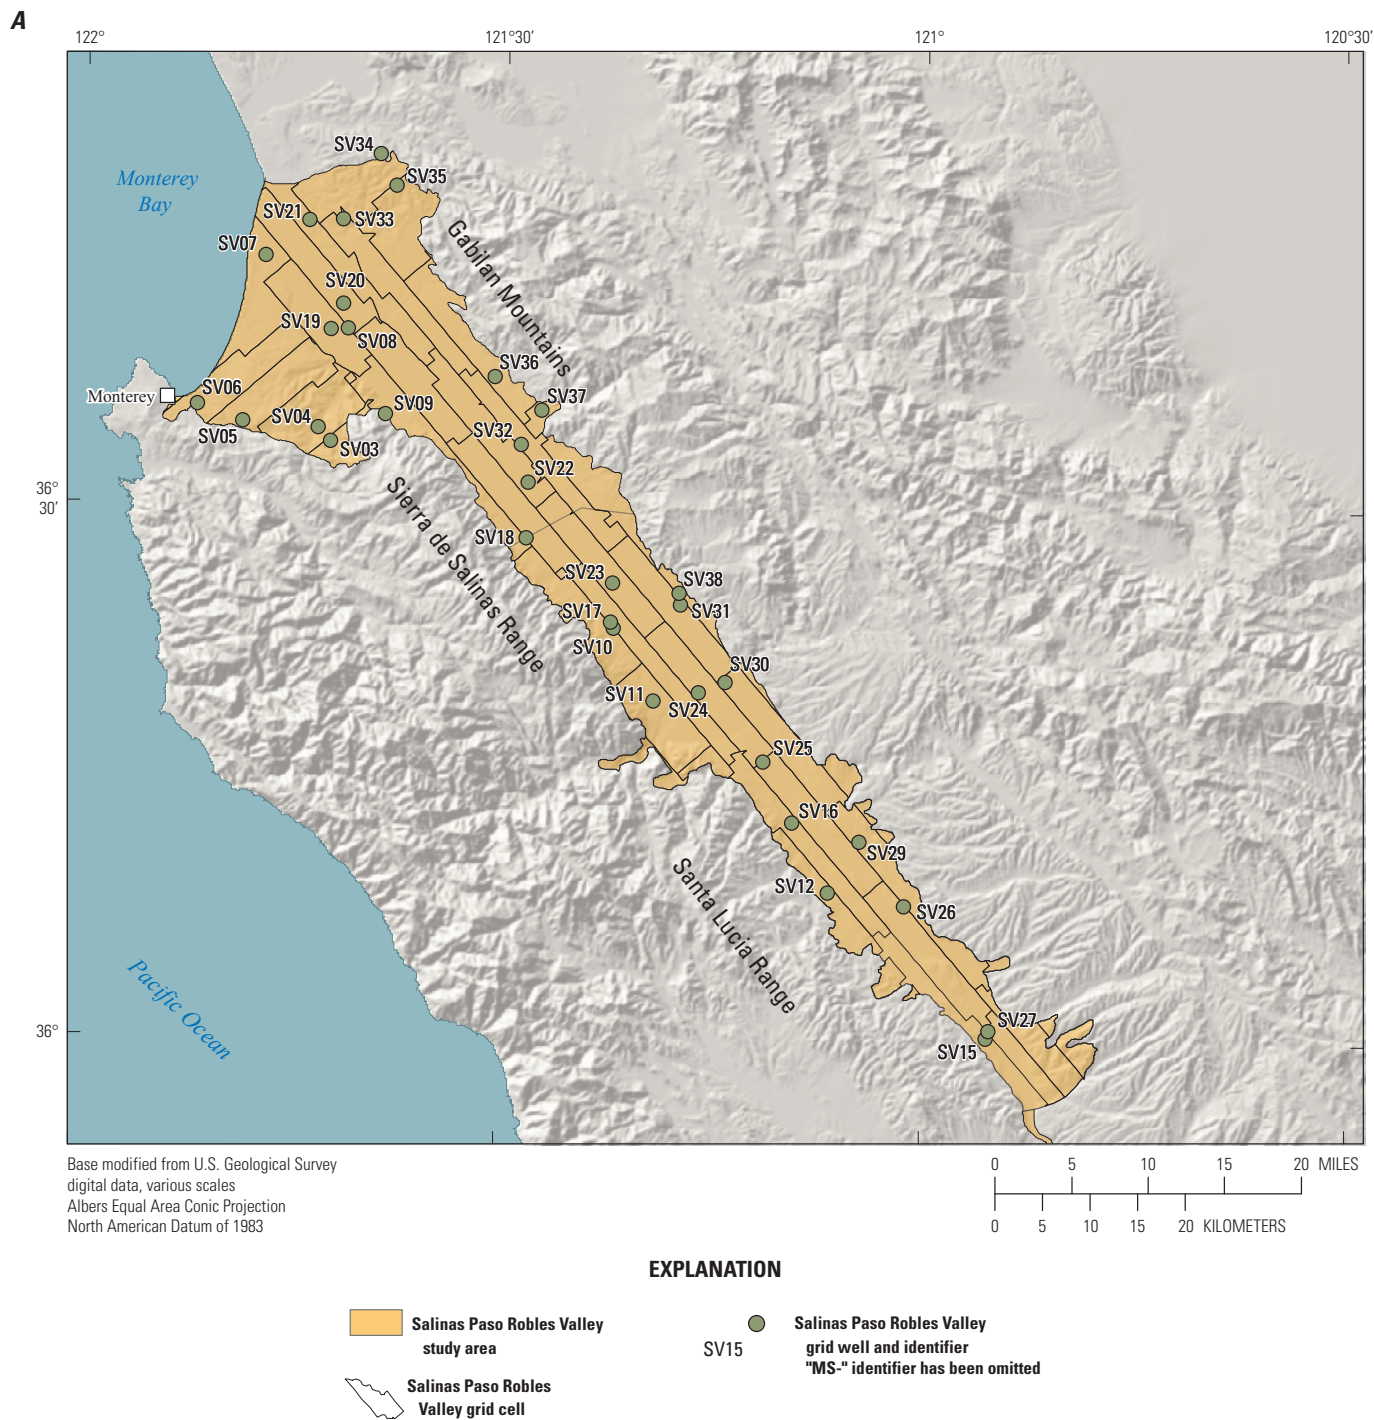 A
122°
121°30′
121°
120°30′
SV34
SV35
Monterey
Bay
SV21
SV33
SV07
Gabilan Mountains
SV20
SV19
SV08
SV36
SV06
Monterey
SV37
SV09
SV04
SV05
SV32
SV03
SV22
36°
30′
Sierra de Salinas Range
SV18
SV23
SV38
SV31
SV17
SV10
SV30
SV11
SV24
SV25
SV16
SV29
Santa Lucia Range
SV12
SV26
Pacific Ocean
SV27
36°
SV15
Base modified from U.S. Geological Survey
digital data, various scales
Albers Equal Area Conic Projection
North American Datum of 1983
0 5 10 15 20 MILES
0 5 10 15 20 KILOMETERS
EXPLANATION
Salinas Paso Robles Valley
study area
Salinas Paso Robles
Valley grid cell
SV15
Salinas Paso Robles Valley
grid well and identifier
"MS-" identifier has been omitted